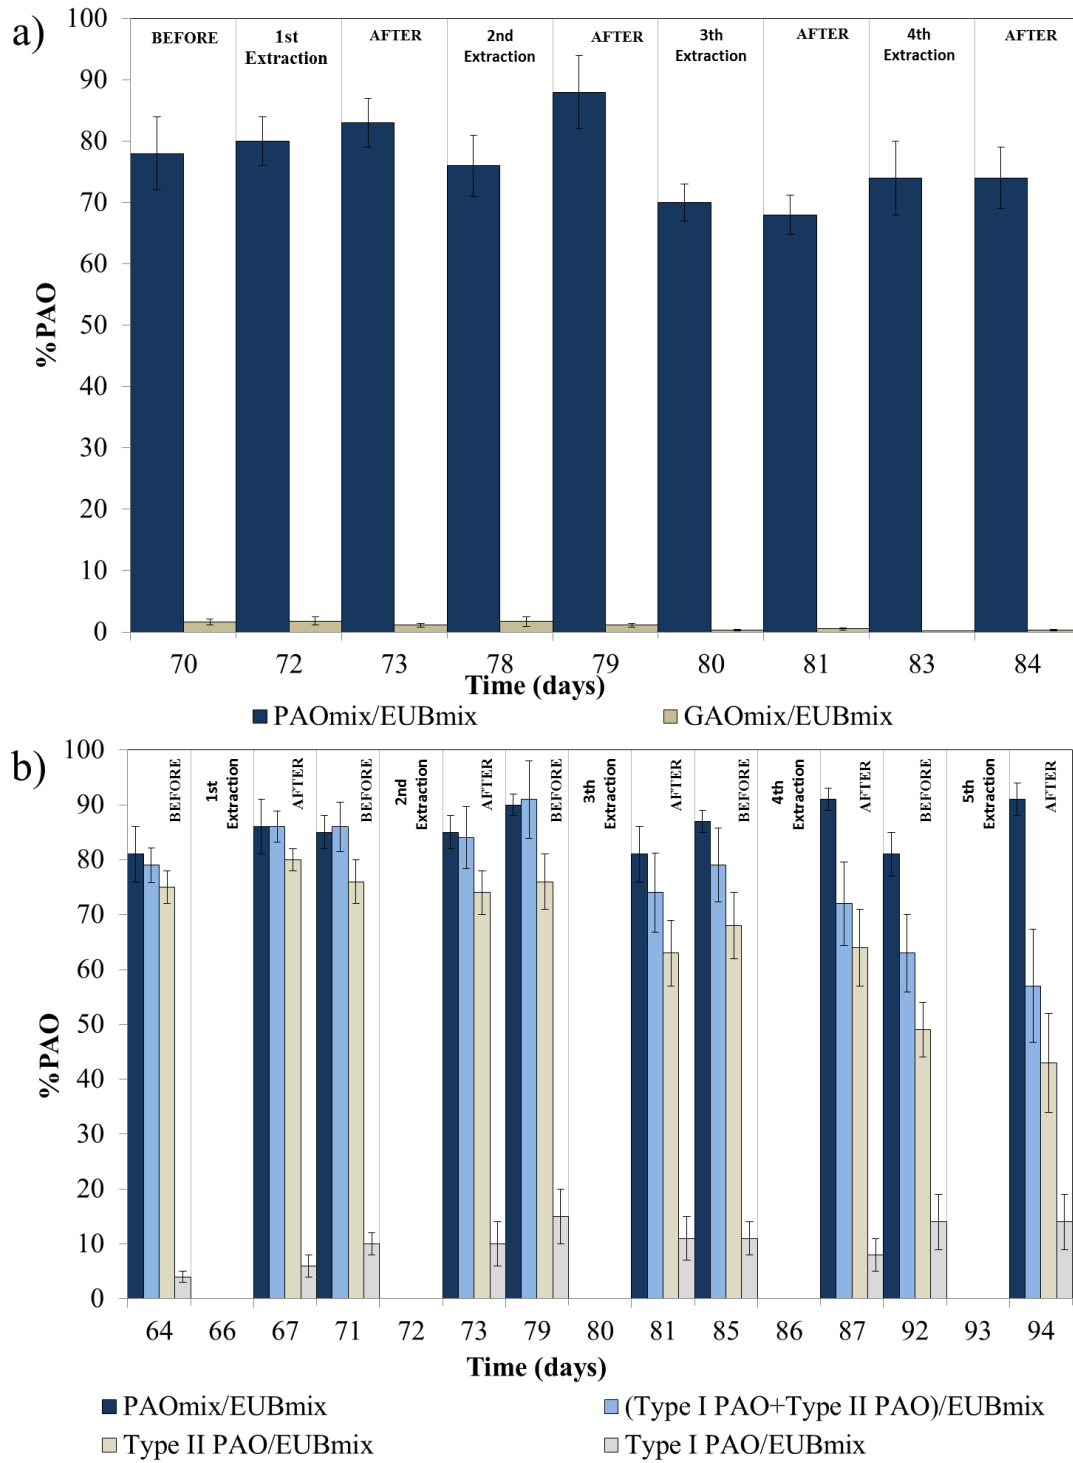 a)
100
90
80
70
60
50
40
30
20
10
0
%PAO
BEFORE
1st
Extraction
AFTER
2nd
Extraction
AFTER
3th
Extraction
AFTER
4th
Extraction
AFTER
70 72 73 78 79 80 81 83 84
Time (days)
PAOmix/EUBmix GAOmix/EUBmix
b)
100
90
80
70
60
50
40
30
20
10
0
%PAO
BEFORE
1st
Extraction
AFTER
BEFORE
2nd
Extraction
AFTER
BEFORE
3th
Extraction
AFTER
BEFORE
4th
Extraction
AFTER
BEFORE
5th
Extraction
AFTER
64 66 67 71 72 73 79 80 81 85 86 87 92 93 94
Time (days)
PAOmix/EUBmix (Type I PAO+Type II PAO)/EUBmix
Type II PAO/EUBmix Type I PAO/EUBmix